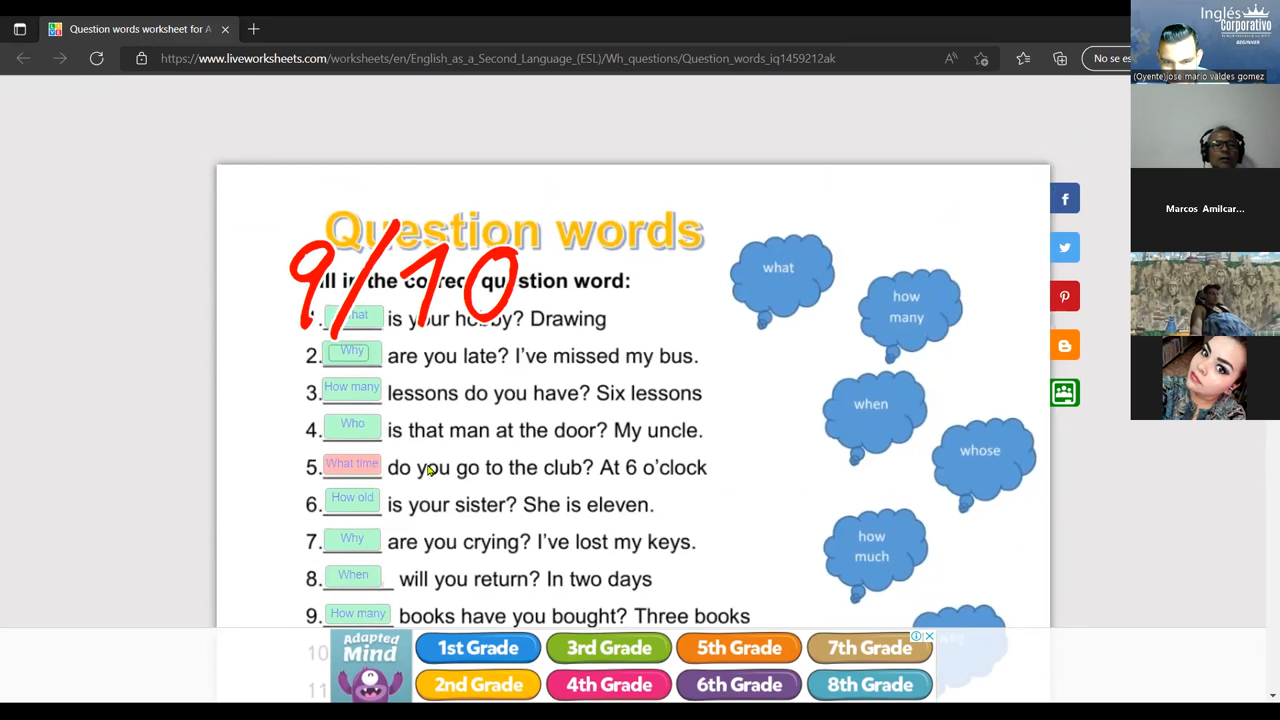 Question words worksheet for A
https://www.liveworksheets.com/worksheets/en/English_as_a_Second_Language_(ESL)/Wh_questions/Question_words_iq1459212ak
No se es
Inglés
Corporativo
BEGINNER
(Oyente)jose mario valdes gomez
Marcos Amilcar...
Question words
9/10
ill in the correct question word:
1. What is your hobby? Drawing
2. Why are you late? I've missed my bus.
3. How many lessons do you have? Six lessons
4. Who is that man at the door? My uncle.
5. What time do you go to the club? At 6 o'clock
6. How old is your sister? She is eleven.
7. Why are you crying? I've lost my keys.
8. When will you return? In two days
9. How many books have you bought? Three books
10
11
what
how
many
when
whose
how
much
why
Adapted
Mind
1st Grade
3rd Grade
5th Grade
7th Grade
2nd Grade
4th Grade
6th Grade
8th Grade